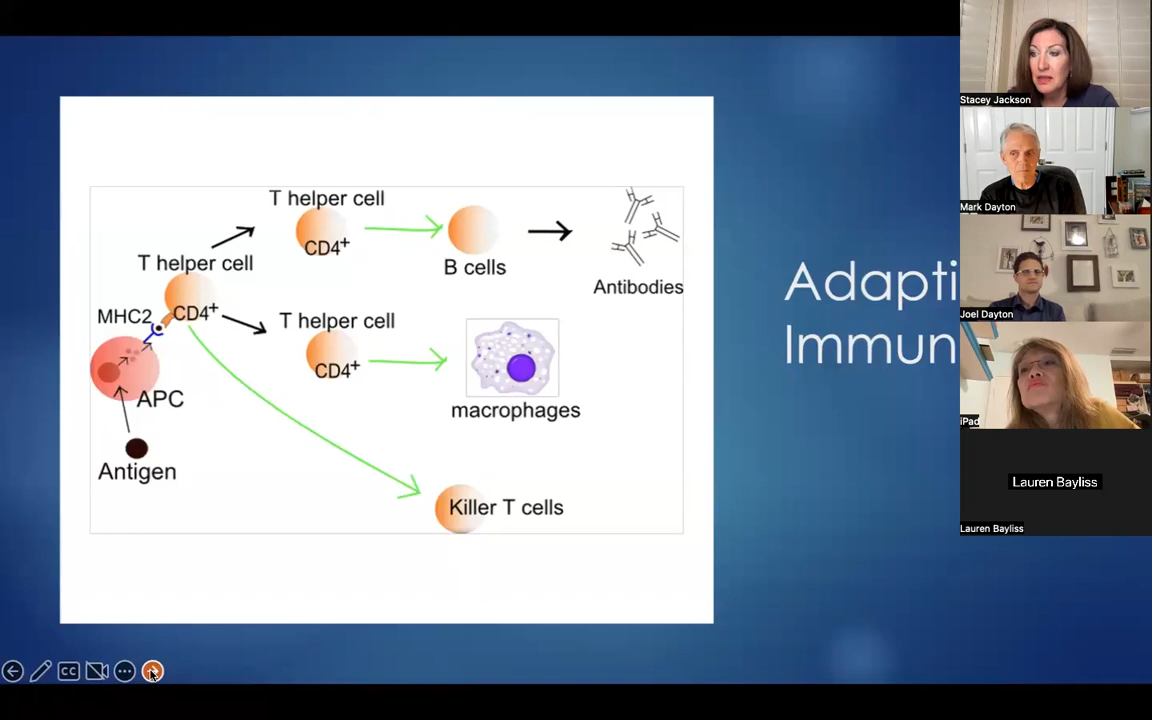 T helper cell
CD4+
B cells
Antibodies
T helper cell
CD4+
MHC2
T helper cell
CD4+
APC
macrophages
Antigen
Killer T cells
Adapti
Immun
CC
Stacey Jackson
Mark Dayton
Joel Dayton
iPad
Lauren Bayliss
Lauren Bayliss